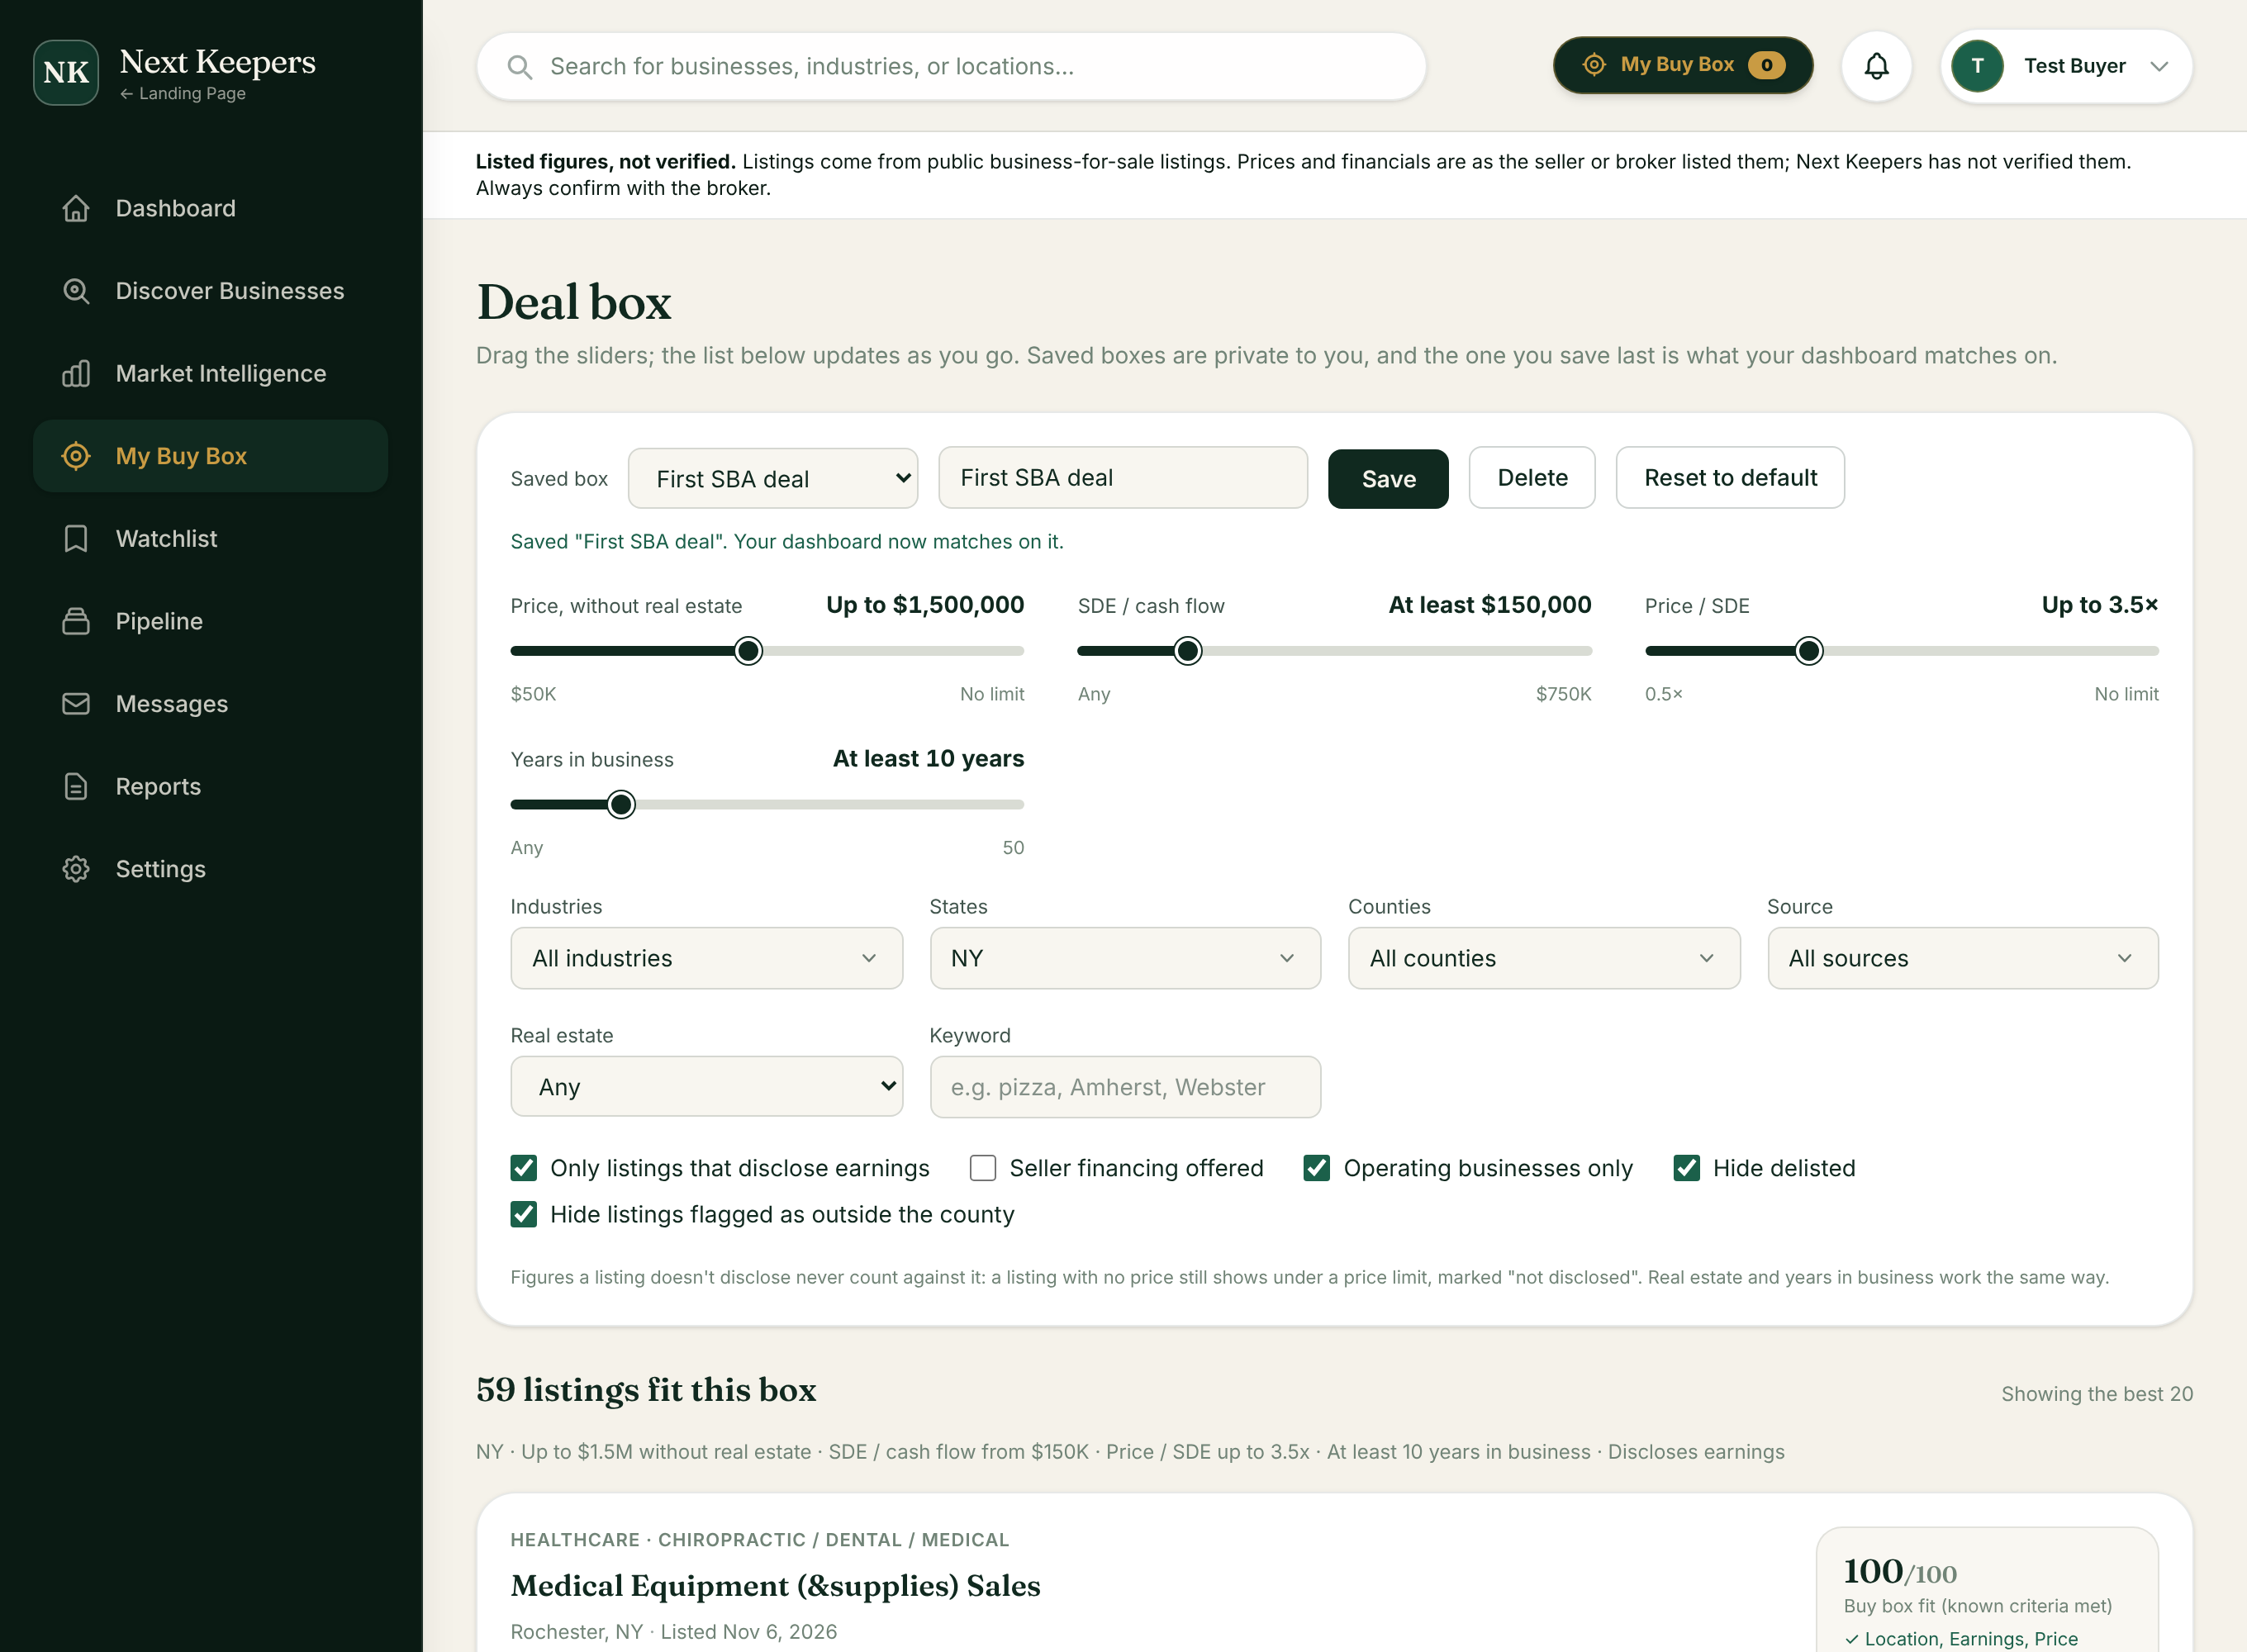 NK
Next Keepers
← Landing Page
Search for businesses, industries, or locations...
My Buy Box 0
T
Test Buyer
Dashboard
Discover Businesses
Market Intelligence
My Buy Box
Watchlist
Pipeline
Messages
Reports
Settings
Listed figures, not verified. Listings come from public business-for-sale listings. Prices and financials are as the seller or broker listed them; Next Keepers has not verified them.
Always confirm with the broker.
Deal box
Drag the sliders; the list below updates as you go. Saved boxes are private to you, and the one you save last is what your dashboard matches on.
Saved box First SBA deal First SBA deal Save Delete Reset to default
Saved "First SBA deal". Your dashboard now matches on it.
Price, without real estate Up to $1,500,000 SDE / cash flow At least $150,000 Price / SDE Up to 3.5×
$50K No limit Any $750K 0.5× No limit
Years in business At least 10 years
Any 50
Industries States Counties Source
All industries NY All counties All sources
Real estate Keyword
Any e.g. pizza, Amherst, Webster
Only listings that disclose earnings Seller financing offered Operating businesses only Hide delisted
Hide listings flagged as outside the county
Figures a listing doesn't disclose never count against it: a listing with no price still shows under a price limit, marked "not disclosed". Real estate and years in business work the same way.
59 listings fit this box Showing the best 20
NY · Up to $1.5M without real estate · SDE / cash flow from $150K · Price / SDE up to 3.5x · At least 10 years in business · Discloses earnings
HEALTHCARE · CHIROPRACTIC / DENTAL / MEDICAL
Medical Equipment (&supplies) Sales
Rochester, NY · Listed Nov 6, 2026
100/100
Buy box fit (known criteria met)
✓ Location, Earnings, Price